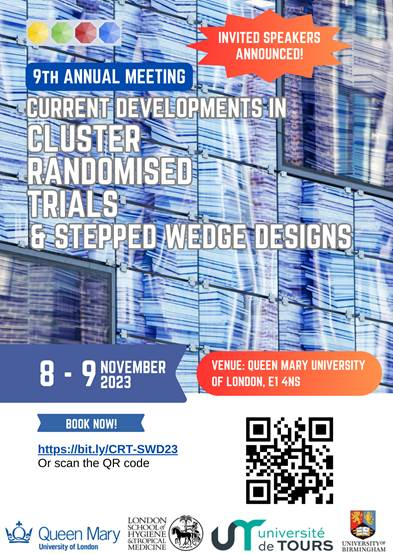 INVITED SPEAKERS
ANNOUNCED!
9TH ANNUAL MEETING
CURRENT DEVELOPMENTS IN
CLUSTER
RANDOMISED
TRIALS
& STEPPED WEDGE DESIGNS
8 - 9 NOVEMBER
2023
VENUE: QUEEN MARY UNIVERSITY
OF LONDON, E1 4NS
BOOK NOW!
https://bit.ly/CRT-SWD23
Or scan the QR code
Queen Mary
University of London
LONDON
SCHOOL of
HYGIENE
&TROPICAL
MEDICINE
université
de TOURS
UNIVERSITY OF
BIRMINGHAM